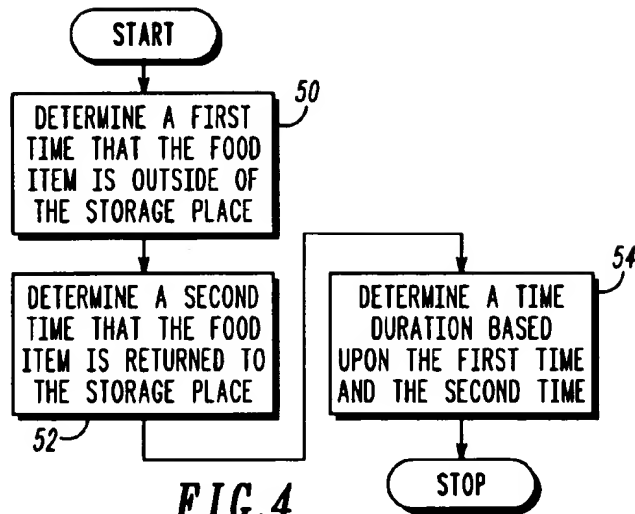 START
50
DETERMINE A FIRST
TIME THAT THE FOOD
ITEM IS OUTSIDE OF
THE STORAGE PLACE
DETERMINE A SECOND
TIME THAT THE FOOD
ITEM IS RETURNED TO
THE STORAGE PLACE
52
54
DETERMINE A TIME
DURATION BASED
UPON THE FIRST TIME
AND THE SECOND TIME
STOP
FIG.4